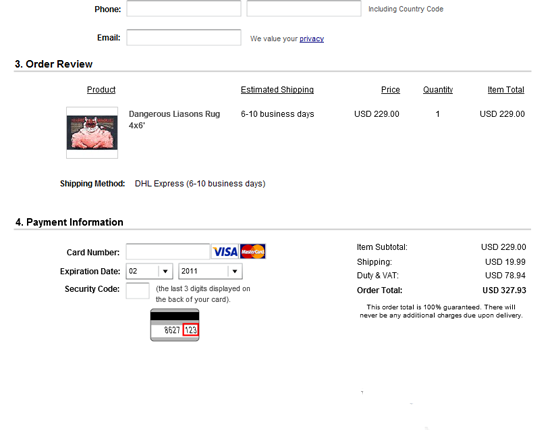 Phone:
Including Country Code
Email:
We value your privacy
3. Order Review
Product Estimated Shipping Price Quantity Item Total
Dangerous Liasons Rug 4x6" 6-10 business days USD 229.00 1 USD 229.00
Shipping Method: DHL Express (6-10 business days)
4. Payment Information
Card Number: VISA MasterCard
Expiration Date: 02 2011
Security Code: (the last 3 digits displayed on
the back of your card).
8627 123
Item Subtotal: USD 229.00
Shipping: USD 19.99
Duty & VAT: USD 78.94
Order Total: USD 327.93
This order total is 100% guaranteed. There will
never be any additional charges due upon delivery.